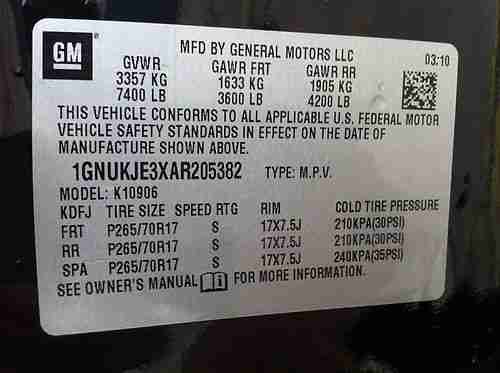 GM
MFD BY GENERAL MOTORS LLC 03:10
GVWR GAWR FRT GAWR RR
3357 KG 1633 KG 1905 KG
7400 LB 3600 LB 4200 LB
THIS VEHICLE CONFORMS TO ALL APPLICABLE U.S. FEDERAL MOTOR
VEHICLE SAFETY STANDARDS IN EFFECT ON THE DATE OF
MANUFACTURE SHOWN ABOVE.
1GNUKJE3XAR205382 TYPE: M.P.V.
MODEL: K10906
KDFJ TIRE SIZE SPEED RTG RIM COLD TIRE PRESSURE
FRT P265/70R17 S 17X7.5J 210KPA(30PSI)
RR P265/70R17 S 17X7.5J 210KPA(30PSI)
SPA P265/70R17 S 17X7.5J 240KPA(35PSI)
SEE OWNER'S MANUAL FOR MORE INFORMATION.